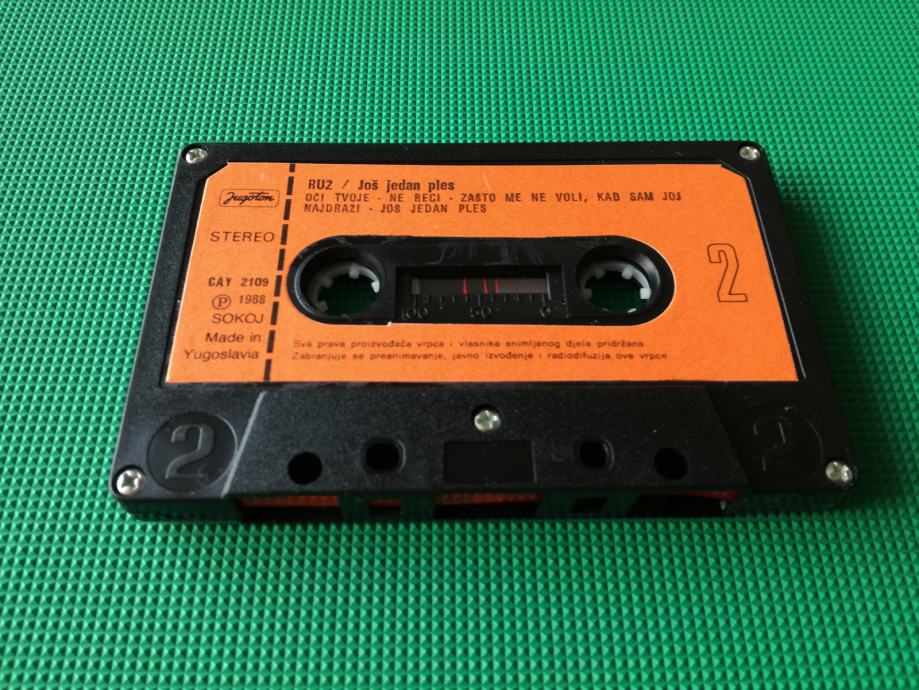 RUŽ / Još jedan ples
OČI TVOJE - NE RECI - ZAŠTO ME NE VOLI, KAD SAM JOJ
NAJDRAŽI - JOŠ JEDAN PLES
Jugoton
STEREO
2
CAY 2109
Ⓟ 1988
SOKOJ
Made in
Yugoslavia
100 50 0
Sva prava proizvođača vrpca i vlasnika snimljenog djela pridržana.
Zabranjuje se presnimavanje, javno izvođenje i radiodifuzija ove vrpce
2
2